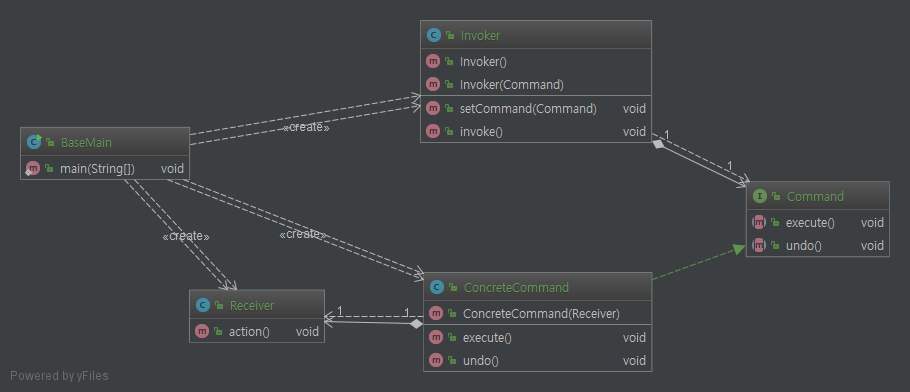 Invoker
Invoker()
Invoker(Command)
setCommand(Command) void
invoke() void
«create»
BaseMain
main(String[]) void
1
1
Command
execute() void
undo() void
«create»
«create»
ConcreteCommand
ConcreteCommand(Receiver)
execute() void
undo() void
1
1
Receiver
action() void
Powered by yFiles